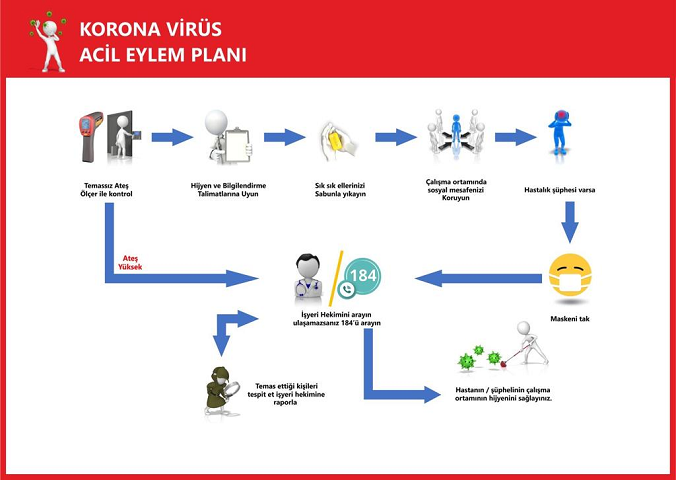 KORONA VİRÜS
ACİL EYLEM PLANI
Temassız Ateş
Ölçer ile kontrol
Hijyen ve Bilgilendirme
Talimatlarına Uyun
Sık sık ellerinizi
Sabunla yıkayın
Çalışma ortamında
sosyal mesafenizi
Koruyun
Hastalık şüphesi varsa
Ateş
Yüksek
184
İşyeri Hekimini arayın
ulaşamazsanız 184'ü arayın
Maskeni tak
Temas ettiği kişileri
tespit et işyeri hekimine
raporla
Hastanın / şüphelinin çalışma
ortamının hijyenini sağlayınız.